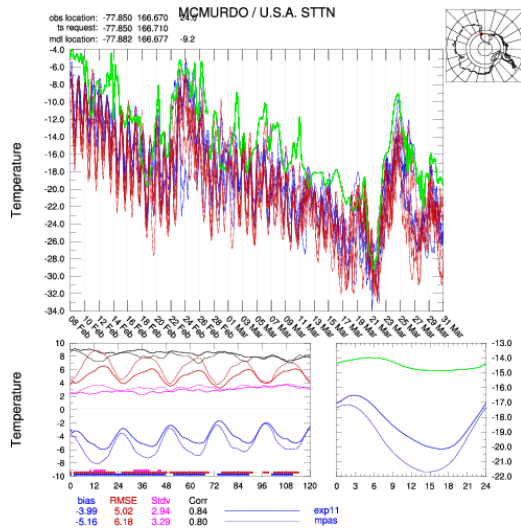 MCMURDO / U.S.A. STTN
obs location: -77.850 166.670 24.0
ts request: -77.850 166.710
mdl location: -77.882 166.677 -9.2
Temperature
-4.0
-6.0
-8.0
-10.0
-12.0
-14.0
-16.0
-18.0
-20.0
-22.0
-24.0
-26.0
-28.0
-30.0
-32.0
-34.0
08 Feb
10 Feb
12 Feb
14 Feb
16 Feb
18 Feb
20 Feb
22 Feb
24 Feb
26 Feb
28 Feb
01 Mar
03 Mar
05 Mar
07 Mar
09 Mar
11 Mar
13 Mar
15 Mar
17 Mar
19 Mar
21 Mar
23 Mar
25 Mar
27 Mar
29 Mar
31 Mar
Temperature
10
8
6
4
2
0
-2
-4
-6
-8
-10
0 12 24 36 48 60 72 84 96 108 120
-13.0
-14.0
-15.0
-16.0
-17.0
-18.0
-19.0
-20.0
-21.0
-22.0
-23.0
0 4 8 12 16 20 24
bias RMSE Stdv Corr
-3.99 5.02 2.94 0.84 exp11
-5.16 6.18 3.29 0.80 mpas